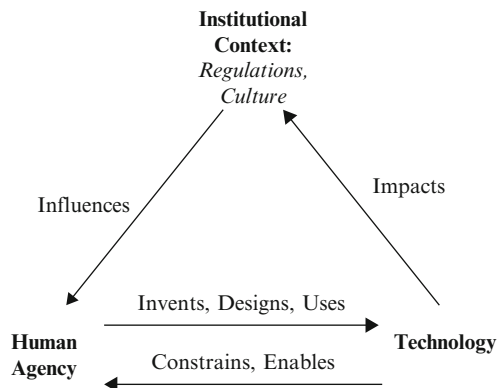 Institutional
Context:
Regulations,
Culture
Influences
Impacts
Invents, Designs, Uses
Human
Agency
Technology
Constrains, Enables